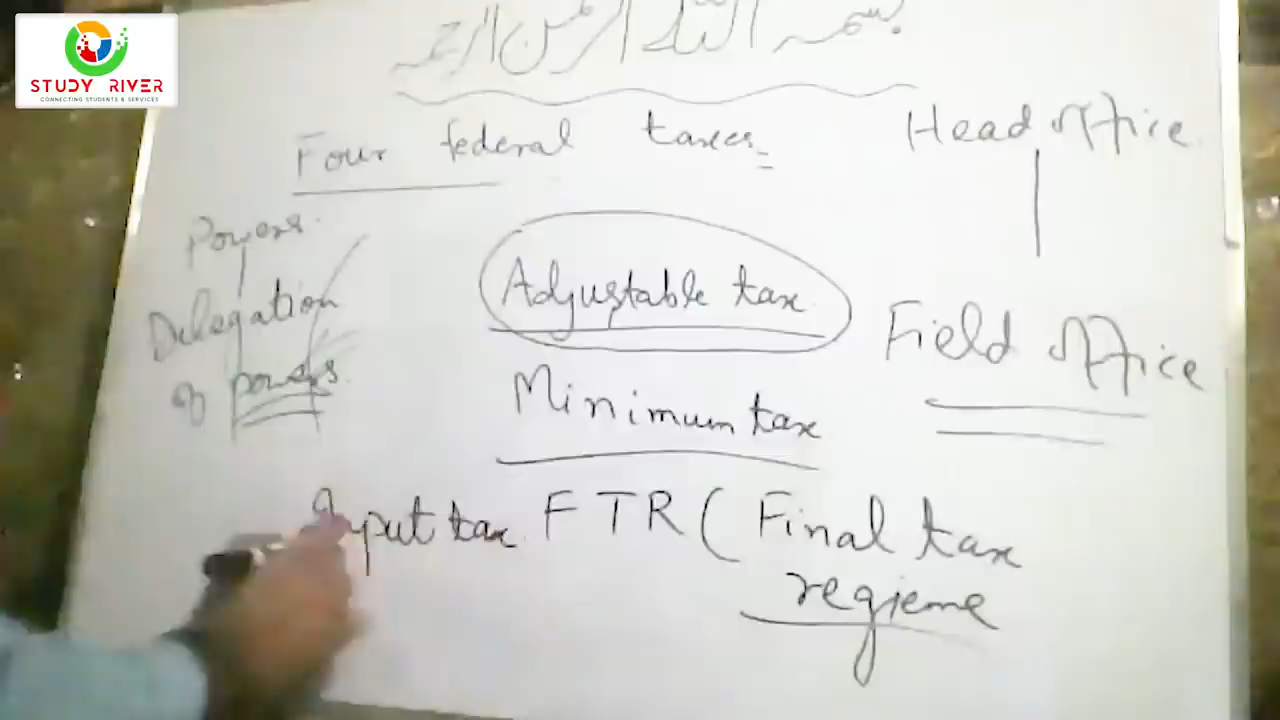 STUDY RIVER
CONNECTING STUDENTS & SERVICES
بسم اللہ الرحمن الرحیم
Four federal taxes
Head office
Powers
Delegation
of powers
Adjustable tax
Field office
Minimum tax
Input tax FTR ( Final tax
regieme